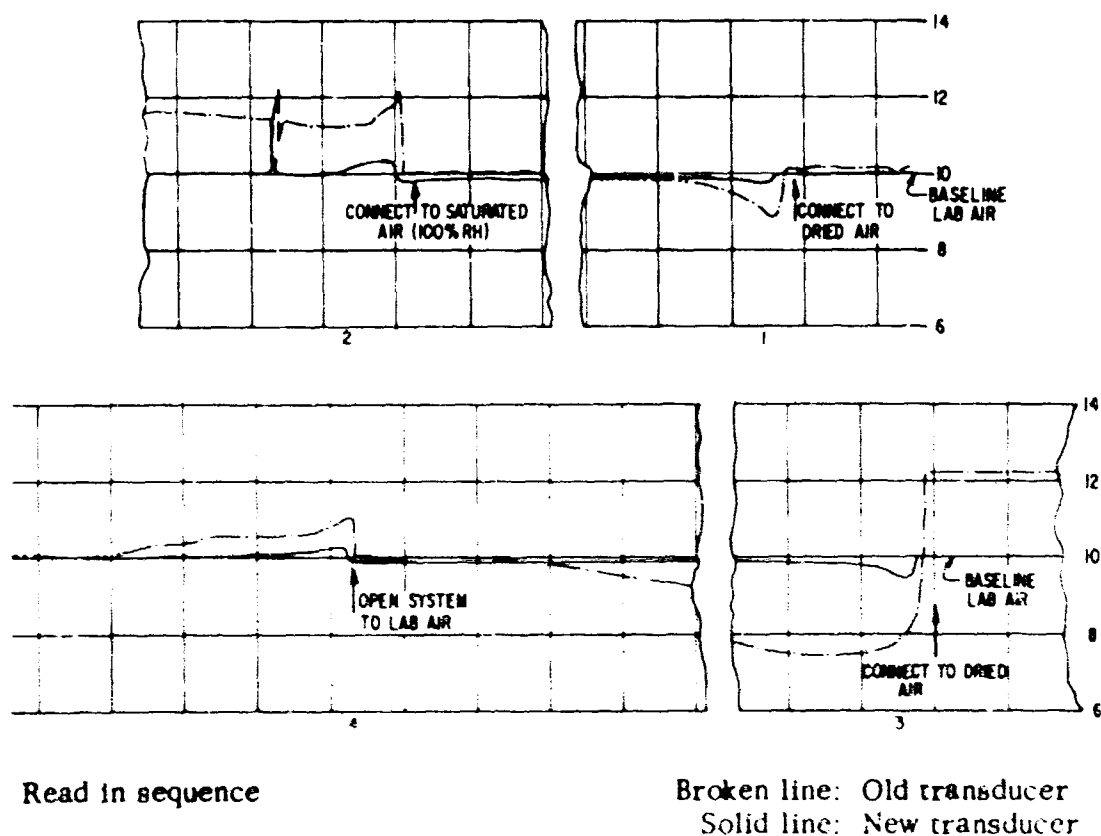 14
12
10
8
6
CONNECT TO SATURATED
AIR (100% RH)
CONNECT TO
DRIED AIR
BASELINE
LAB AIR
2
1
14
12
10
8
6
OPEN SYSTEM
TO LAB AIR
BASELINE
LAB AIR
CONNECT TO DRIED
AIR
4
3
Read in sequence
Broken line: Old transducer
Solid line: New transducer